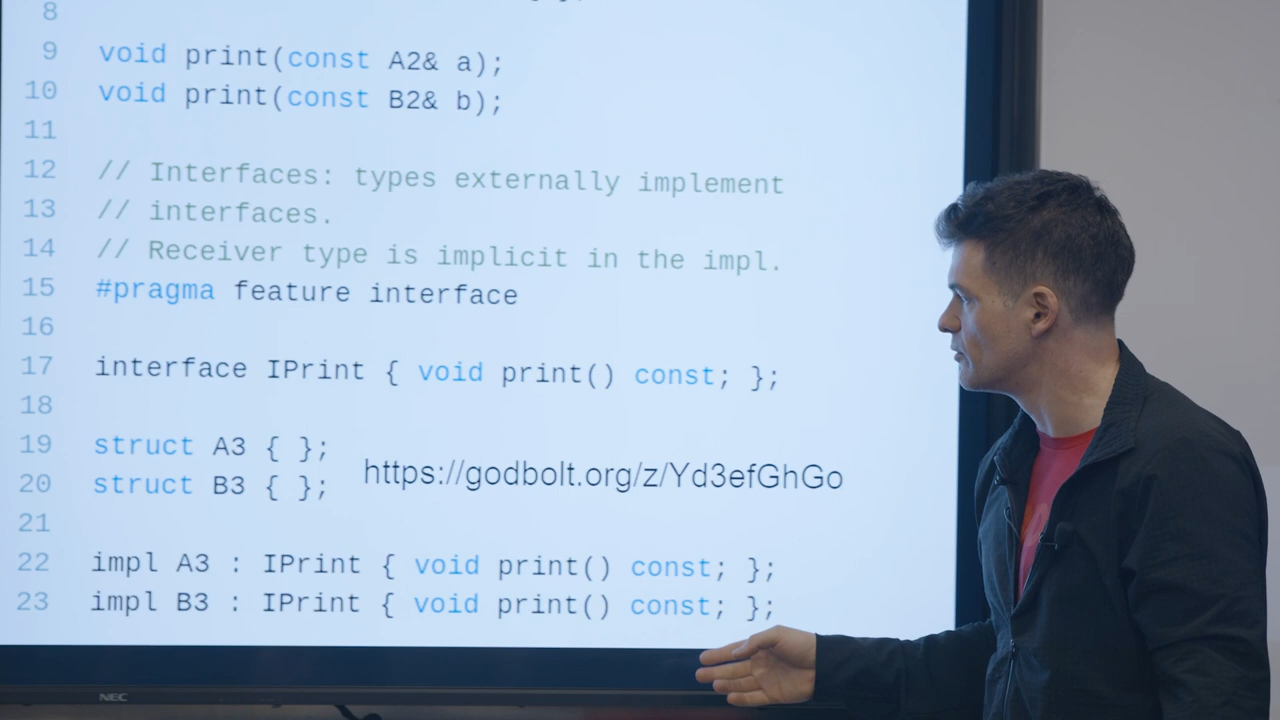 8
9 void print(const A2& a);
10 void print(const B2& b);
11
12 // Interfaces: types externally implement
13 // interfaces.
14 // Receiver type is implicit in the impl.
15 #pragma feature interface
16
17 interface IPrint { void print() const; };
18
19 struct A3 { };
20 struct B3 { };
https://godbolt.org/z/Yd3efGhGo
21
22 impl A3 : IPrint { void print() const; };
23 impl B3 : IPrint { void print() const; };
NEC